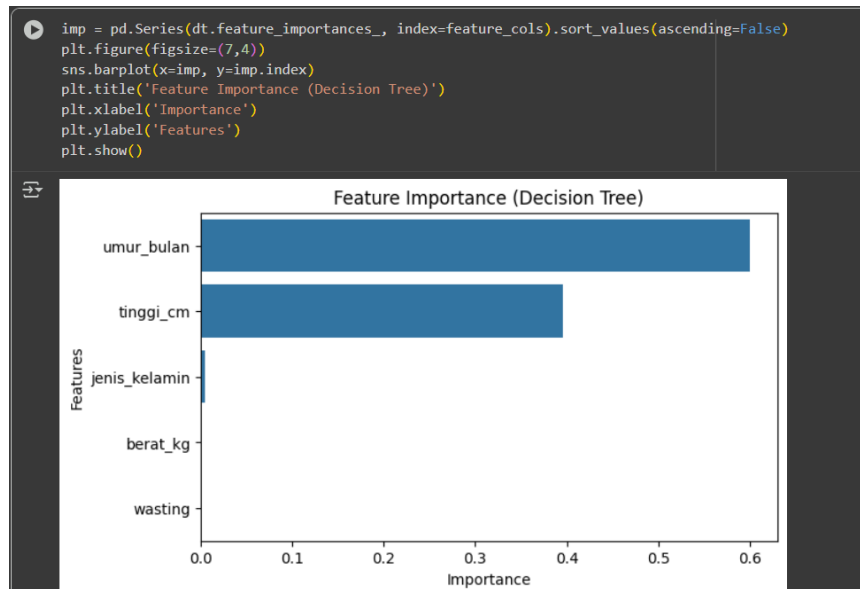 imp = pd.Series(dt.feature_importances_, index=feature_cols).sort_values(ascending=False)
plt.figure(figsize=(7,4))
sns.barplot(x=imp, y=imp.index)
plt.title('Feature Importance (Decision Tree)')
plt.xlabel('Importance')
plt.ylabel('Features')
plt.show()
Feature Importance (Decision Tree)
Features
umur_bulan
tinggi_cm
jenis_kelamin
berat_kg
wasting
0.0 0.1 0.2 0.3 0.4 0.5 0.6
Importance